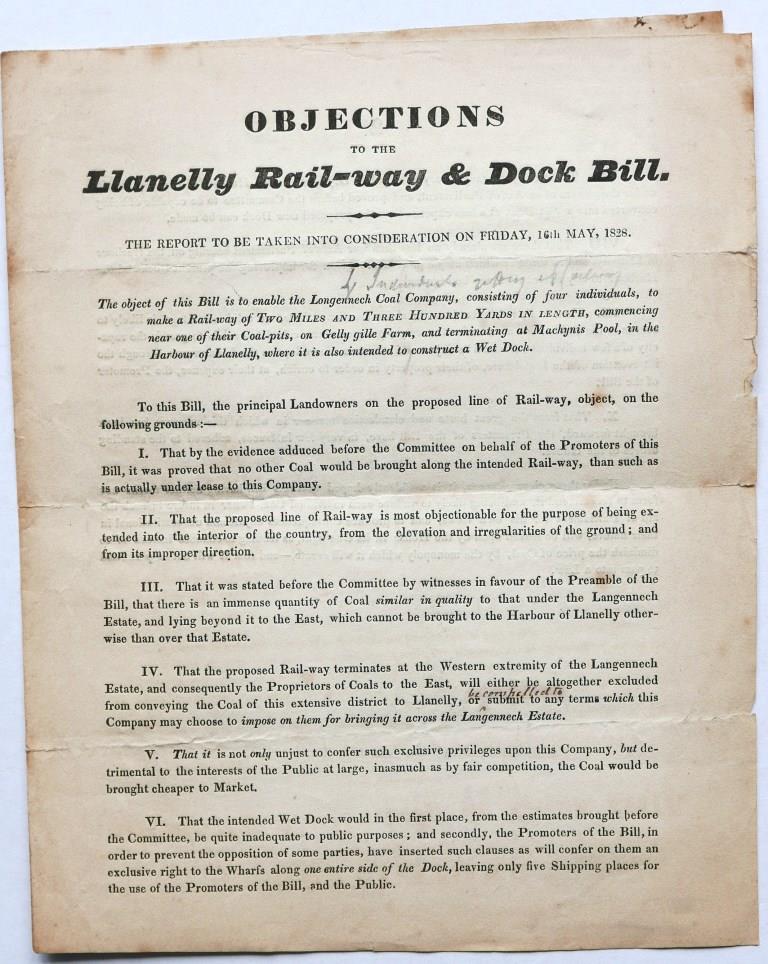 OBJECTIONS
TO THE
Llanelly Rail-way & Dock Bill.
THE REPORT TO BE TAKEN INTO CONSIDERATION ON FRIDAY, 16th MAY, 1828.
4 Individuals
The object of this Bill is to enable the Longennech Coal Company, consisting of four individuals, to
make a Rail-way of TWO MILES AND THREE HUNDRED YARDS IN LENGTH, commencing
near one of their Coal-pits, on Gelly gille Farm, and terminating at Machynis Pool, in the
Harbour of Llanelly, where it is also intended to construct a Wet Dock.
To this Bill, the principal Landowners on the proposed line of Rail-way, object, on the
following grounds :—
I. That by the evidence adduced before the Committee on behalf of the Promoters of this
Bill, it was proved that no other Coal would be brought along the intended Rail-way, than such as
is actually under lease to this Company.
II. That the proposed line of Rail-way is most objectionable for the purpose of being ex-
tended into the interior of the country, from the elevation and irregularities of the ground; and
from its improper direction.
III. That it was stated before the Committee by witnesses in favour of the Preamble of the
Bill, that there is an immense quantity of Coal similar in quality to that under the Langennech
Estate, and lying beyond it to the East, which cannot be brought to the Harbour of Llanelly other-
wise than over that Estate.
IV. That the proposed Rail-way terminates at the Western extremity of the Langennech
Estate, and consequently the Proprietors of Coals to the East, will either be altogether excluded
be compelled to
from conveying the Coal of this extensive district to Llanelly, or submit to any terms which this
Company may choose to impose on them for bringing it across the Langennech Estate.
V. That it is not only unjust to confer such exclusive privileges upon this Company, but de-
trimental to the interests of the Public at large, inasmuch as by fair competition, the Coal would be
brought cheaper to Market.
VI. That the intended Wet Dock would in the first place, from the estimates brought before
the Committee, be quite inadequate to public purposes; and secondly, the Promoters of the Bill, in
order to prevent the opposition of some parties, have inserted such clauses as will confer on them an
exclusive right to the Wharfs along one entire side of the Dock, leaving only five Shipping places for
the use of the Promoters of the Bill, and the Public.